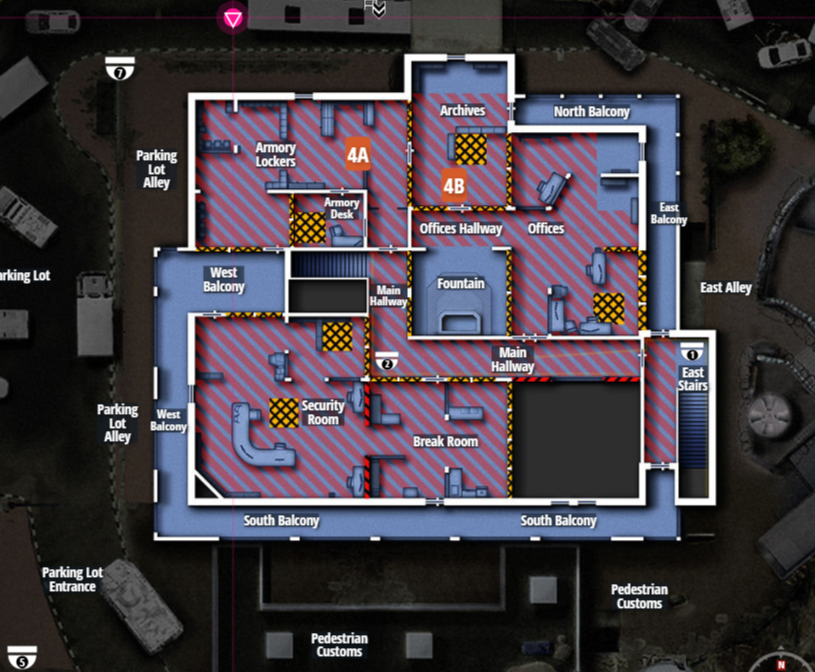 7
Archives
North Balcony
Parking
Lot
Alley
Armory
Lockers
4A
4B
Armory
Desk
Offices Hallway
Offices
East
Balcony
arking Lot
West
Balcony
Main
Hallway
Fountain
East Alley
2
Main
Hallway
1
East
Stairs
Parking
Lot
Alley
West
Balcony
Security
Room
Break Room
South Balcony
South Balcony
Parking Lot
Entrance
Pedestrian
Customs
Pedestrian
Customs
5
N